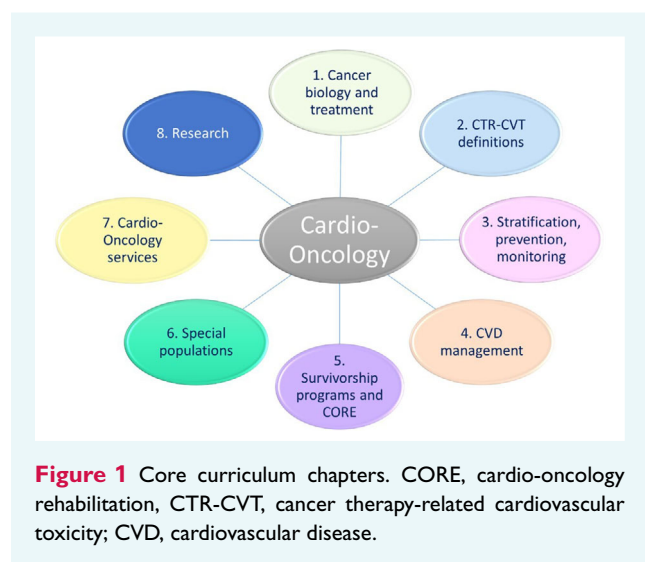 1. Cancer
biology and
treatment
2. CTR-CVT
definitions
3. Stratification,
prevention,
monitoring
4. CVD
management
5.
Survivorship
programs and
CORE
6. Special
populations
7. Cardio-
Oncology
services
8. Research
Cardio-
Oncology
Figure 1 Core curriculum chapters. CORE, cardio-oncology
rehabilitation, CTR-CVT, cancer therapy-related cardiovascular
toxicity; CVD, cardiovascular disease.